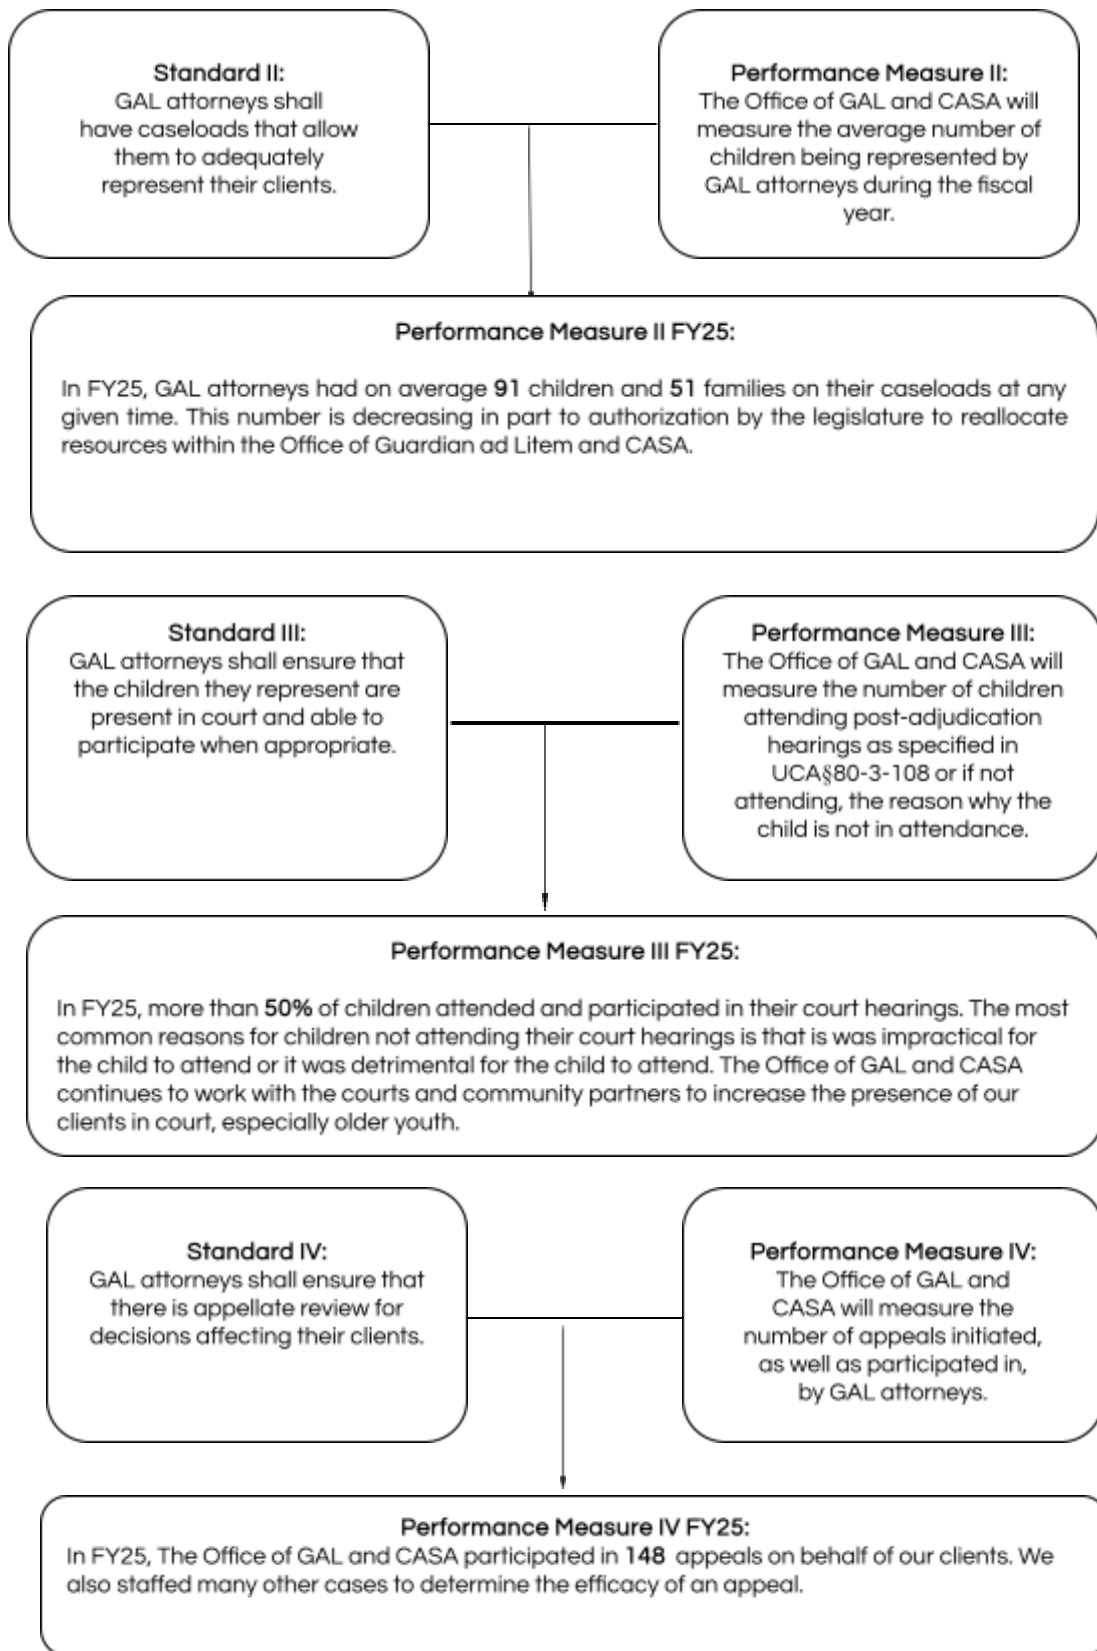 Standard II:
GAL attorneys shall
have caseloads that allow
them to adequately
represent their clients.
Performance Measure II:
The Office of GAL and CASA will
measure the average number of
children being represented by
GAL attorneys during the fiscal
year.
Performance Measure II FY25:
In FY25, GAL attorneys had on average 91 children and 51 families on their caseloads at any
given time. This number is decreasing in part to authorization by the legislature to reallocate
resources within the Office of Guardian ad Litem and CASA.
Standard III:
GAL attorneys shall ensure that
the children they represent are
present in court and able to
participate when appropriate.
Performance Measure III:
The Office of GAL and CASA will
measure the number of children
attending post-adjudication
hearings as specified in
UCA§80-3-108 or if not
attending, the reason why the
child is not in attendance.
Performance Measure III FY25:
In FY25, more than 50% of children attended and participated in their court hearings. The most
common reasons for children not attending their court hearings is that is was impractical for
the child to attend or it was detrimental for the child to attend. The Office of GAL and CASA
continues to work with the courts and community partners to increase the presence of our
clients in court, especially older youth.
Standard IV:
GAL attorneys shall ensure that
there is appellate review for
decisions affecting their clients.
Performance Measure IV:
The Office of GAL and
CASA will measure the
number of appeals initiated,
as well as participated in,
by GAL attorneys.
Performance Measure IV FY25:
In FY25, The Office of GAL and CASA participated in 148 appeals on behalf of our clients. We
also staffed many other cases to determine the efficacy of an appeal.